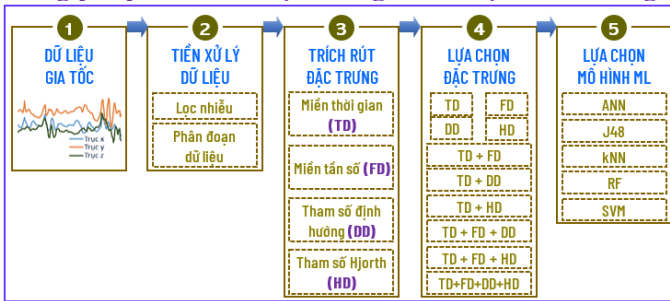 1
DỮ LIỆU
GIA TỐC
Trục x
Trục y
Trục z
2
TIỀN XỬ LÝ
DỮ LIỆU
Lọc nhiễu
Phân đoạn
dữ liệu
3
TRÍCH RÚT
ĐẶC TRƯNG
Miền thời gian
(TD)
Miền tần số (FD)
Tham số định
hướng (DD)
Tham số Hjorth
(HD)
4
LỰA CHỌN
ĐẶC TRƯNG
TD FD
DD HD
TD + FD
TD + DD
TD + HD
TD + FD + DD
TD + FD + HD
TD+FD+DD+HD
5
LỰA CHỌN
MÔ HÌNH ML
ANN
J48
kNN
RF
SVM